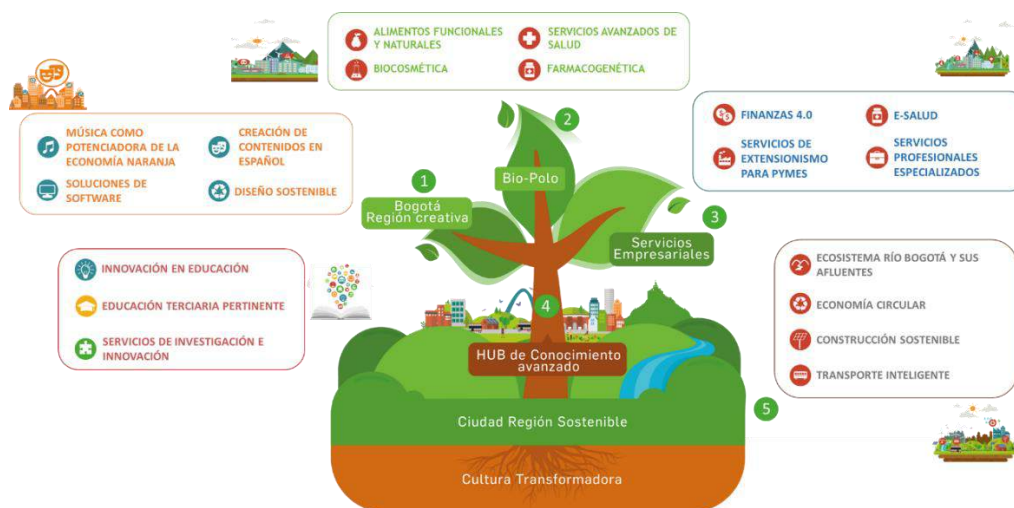 ALIMENTOS FUNCIONALES
Y NATURALES
BIOCOSMÉTICA
SERVICIOS AVANZADOS DE
SALUD
FARMACOGENÉTICA
MÚSICA COMO
POTENCIADORA DE LA
ECONOMÍA NARANJA
SOLUCIONES DE
SOFTWARE
CREACIÓN DE
CONTENIDOS EN
ESPAÑOL
DISEÑO SOSTENIBLE
FINANZAS 4.0
SERVICIOS DE
EXTENSIONISMO
PARA PYMES
E-SALUD
SERVICIOS
PROFESIONALES
ESPECIALIZADOS
1
Bogotá
Región creativa
2
Bio-Polo
3
Servicios
Empresariales
INNOVACIÓN EN EDUCACIÓN
EDUCACIÓN TERCIARIA PERTINENTE
SERVICIOS DE INVESTIGACIÓN E
INNOVACIÓN
4
HUB de Conocimiento
avanzado
ECOSISTEMA RÍO BOGOTÁ Y SUS
AFLUENTES
ECONOMÍA CIRCULAR
CONSTRUCCIÓN SOSTENIBLE
TRANSPORTE INTELIGENTE
5
Ciudad Región Sostenible
Cultura Transformadora